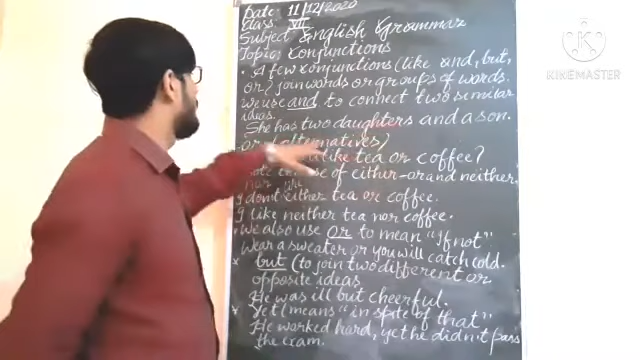 Date: 11/12/2020
Class: VII
Subject English Grammar
Topic: Conjunctions
• A few conjunctions (like and, but,
or) join words or groups of words.
We use and to connect two similar
ideas.
She has two daughters and a son.
or (alternatives)
like tea or coffee?
use of either-or and neither,
nor
I don't either tea or coffee.
I like neither tea nor coffee.
• We also use or to mean "If not"
Wear a sweater or you will catch cold.
* but (to join two different or
opposite ideas
He was ill but cheerful.
* Yet (means "in spite of that"
He worked hard, yet he didn't pass
the exam.
KINEMASTER